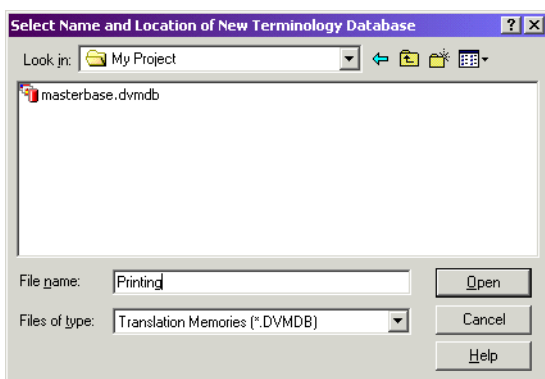 Select Name and Location of New Terminology Database
Look in: My Project
masterbase.dvmdb
File name: Printing Open
Files of type: Translation Memories (*.DVMDB) Cancel
Help